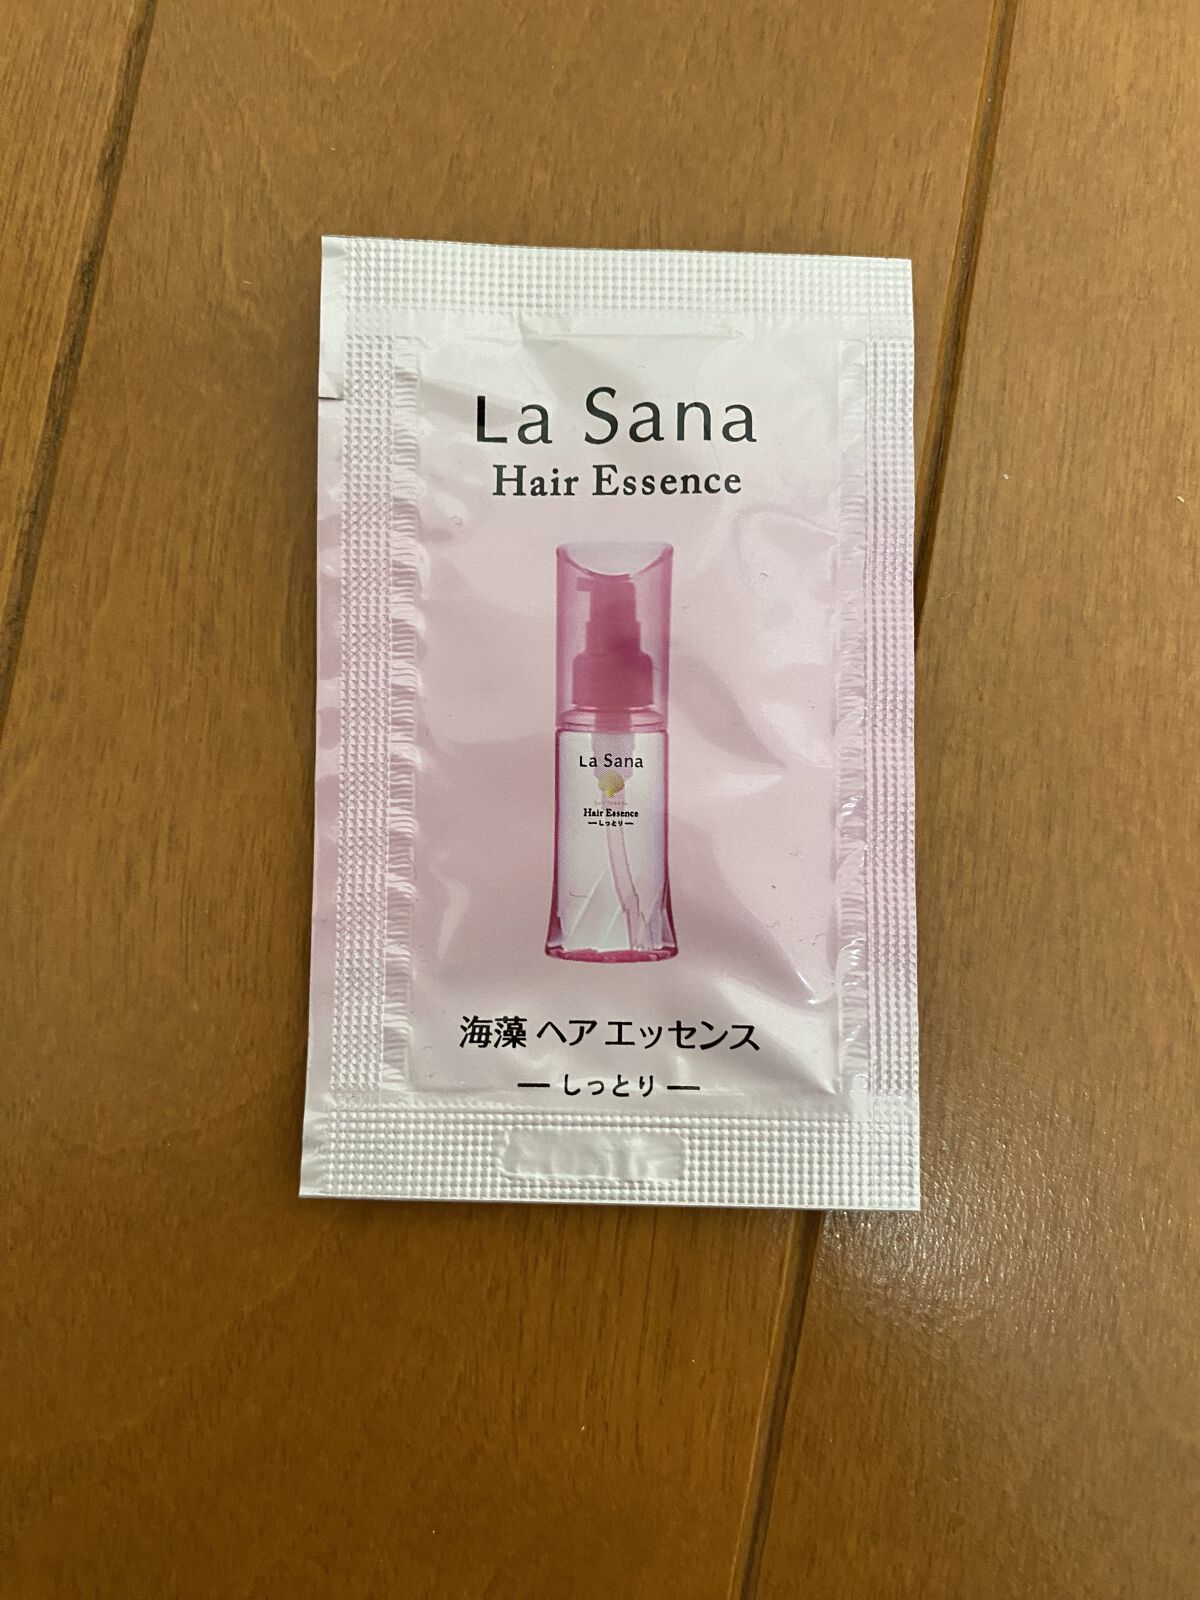 La Sana
Hair Essence
La Sana
Hair Essence
ーしっとりー
海藻 ヘア エッセンス
ー しっとり ー